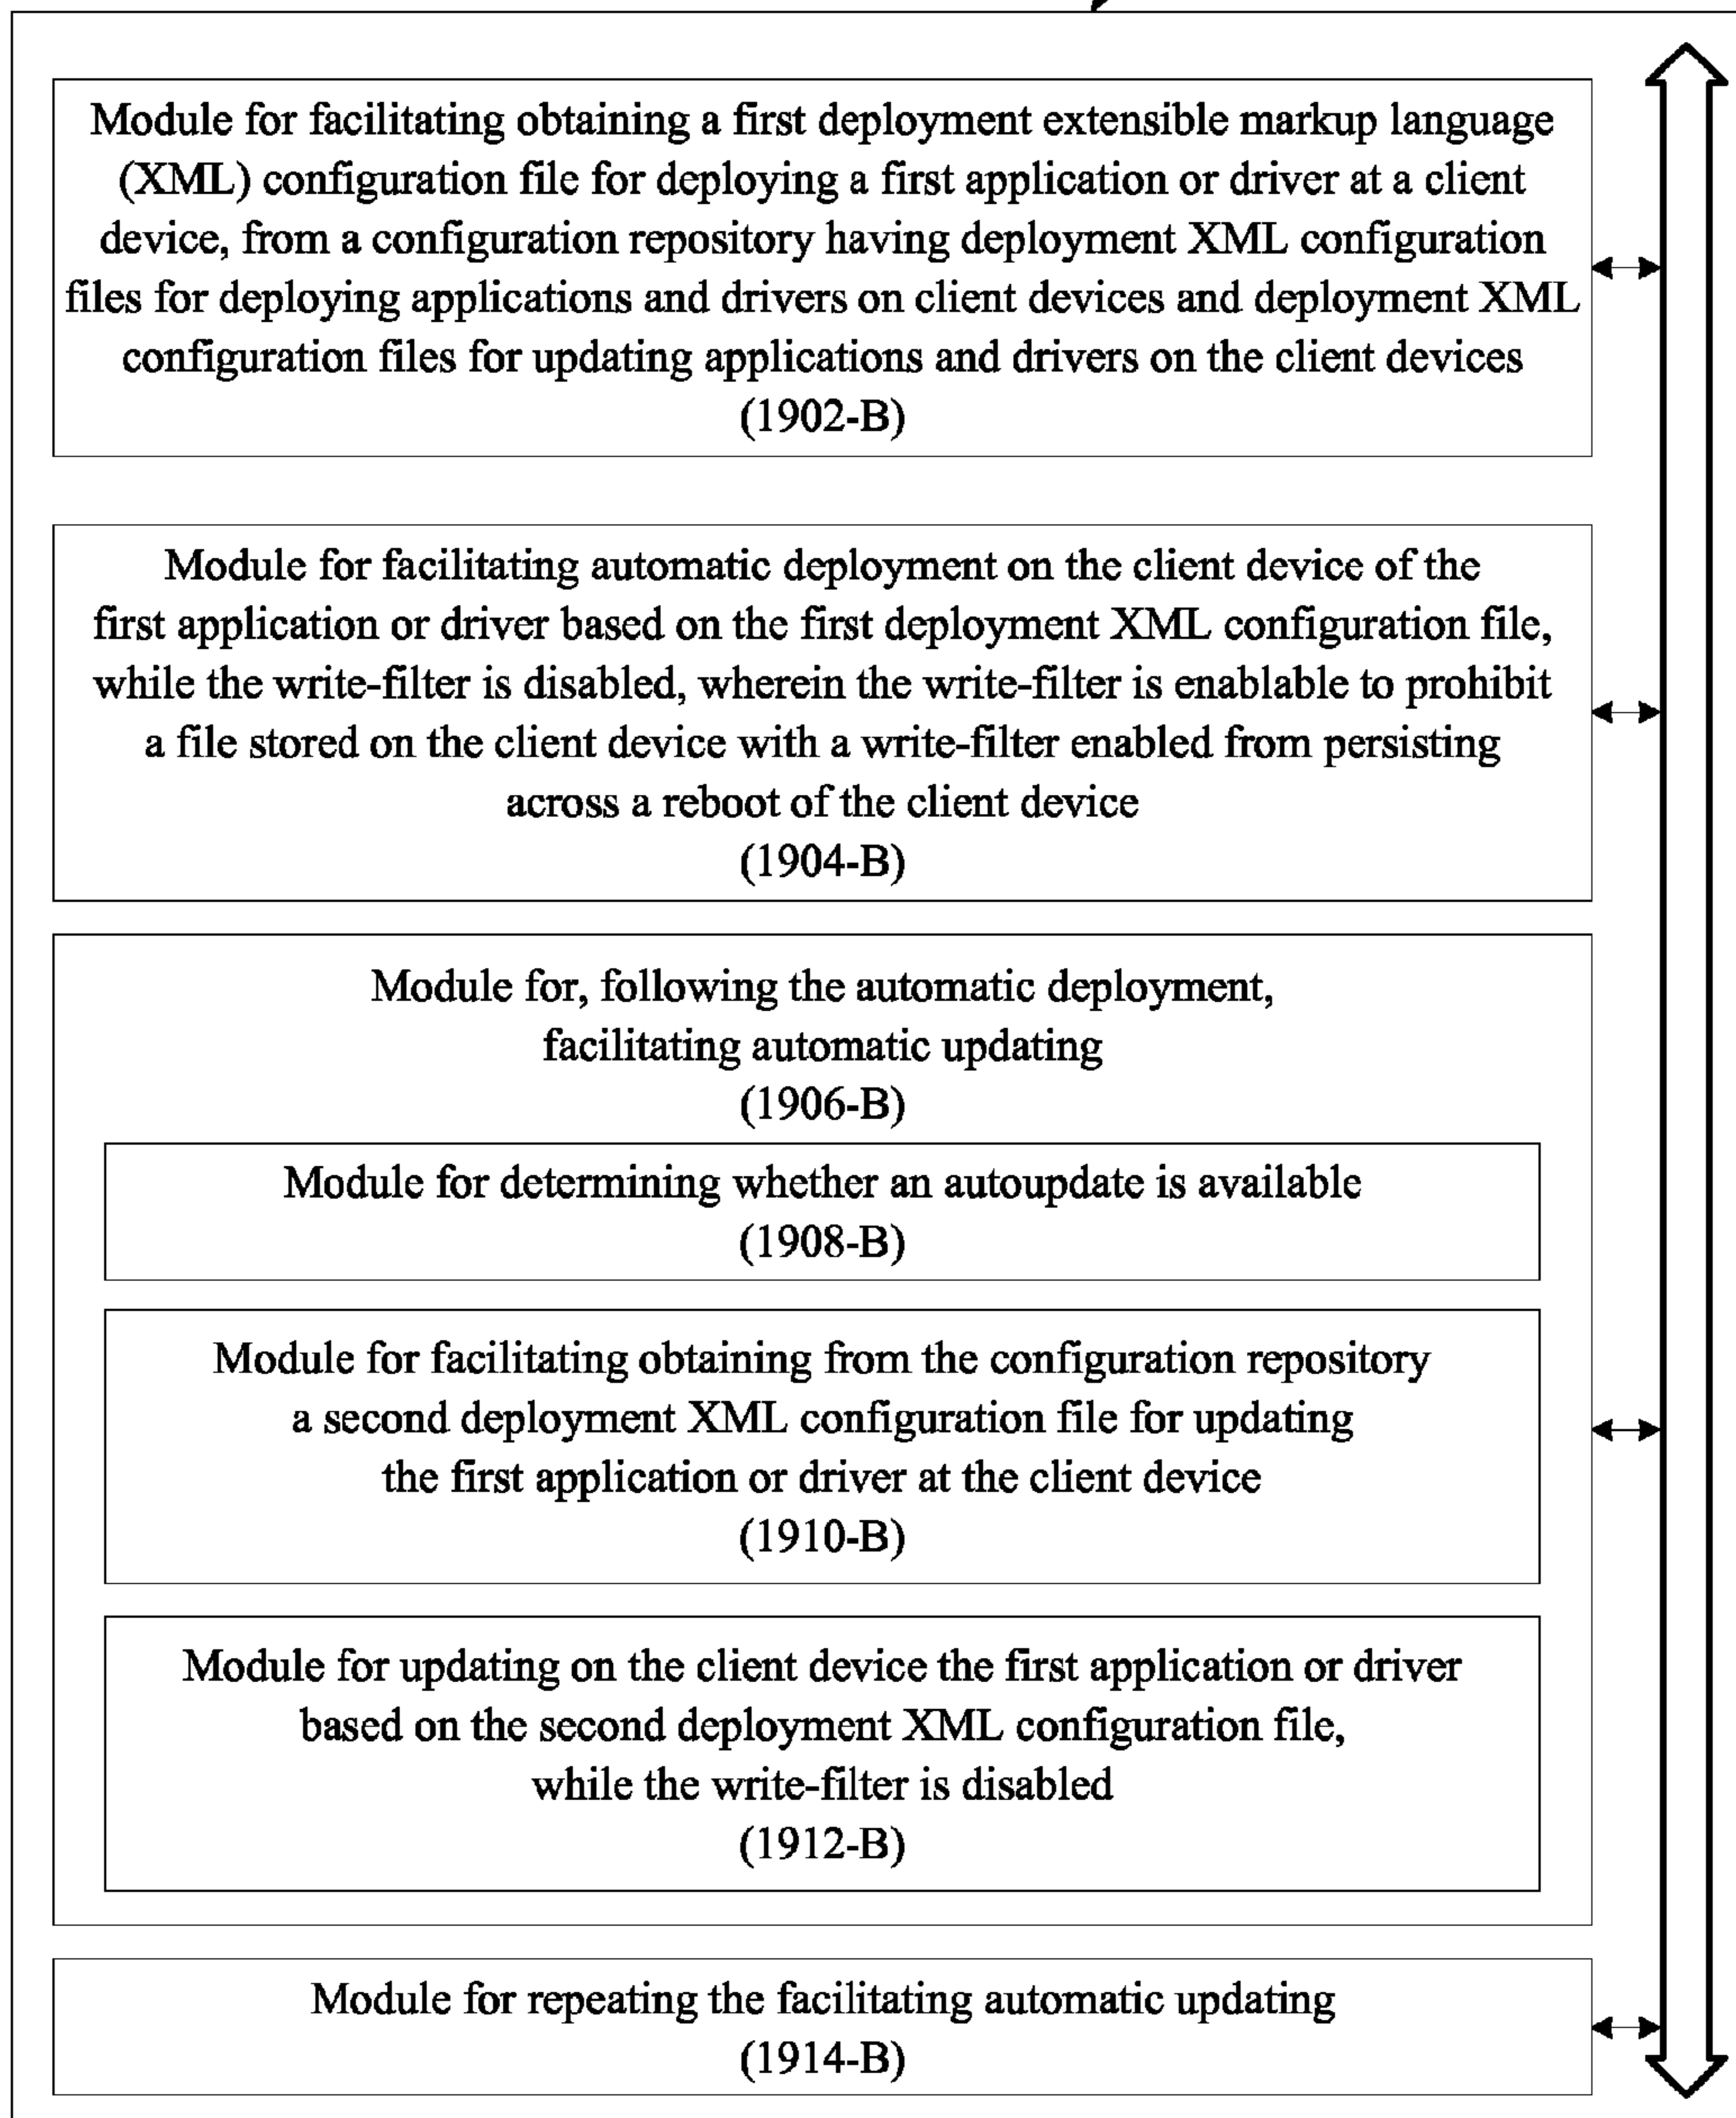 Module for facilitating obtaining a first deployment extensible markup language
(XML) configuration file for deploying a first application or driver at a client
device, from a configuration repository having deployment XML configuration
files for deploying applications and drivers on client devices and deployment XML
configuration files for updating applications and drivers on the client devices
(1902-B)
Module for facilitating automatic deployment on the client device of the
first application or driver based on the first deployment XML configuration file,
while the write-filter is disabled, wherein the write-filter is enablable to prohibit
a file stored on the client device with a write-filter enabled from persisting
across a reboot of the client device
(1904-B)
Module for, following the automatic deployment,
facilitating automatic updating
(1906-B)
Module for determining whether an autoupdate is available
(1908-B)
Module for facilitating obtaining from the configuration repository
a second deployment XML configuration file for updating
the first application or driver at the client device
(1910-B)
Module for updating on the client device the first application or driver
based on the second deployment XML configuration file,
while the write-filter is disabled
(1912-B)
Module for repeating the facilitating automatic updating
(1914-B)